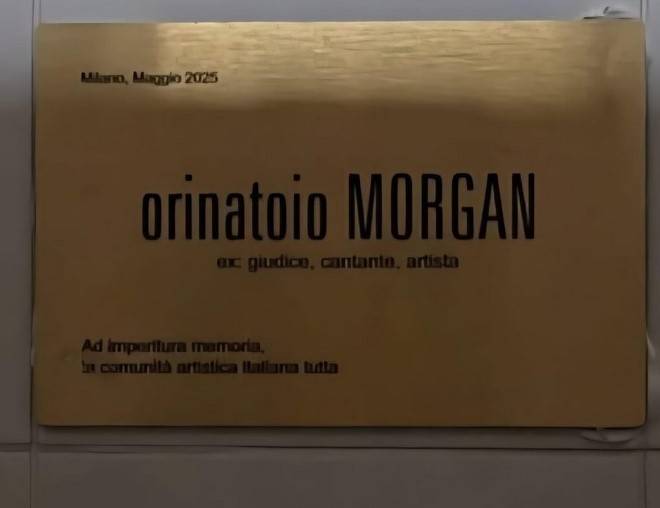 Milano, Maggio 2025
orinatoio MORGAN
ex: giudice, cantante, artista
Ad imperitura memoria,
la comunità artistica italiana tutta